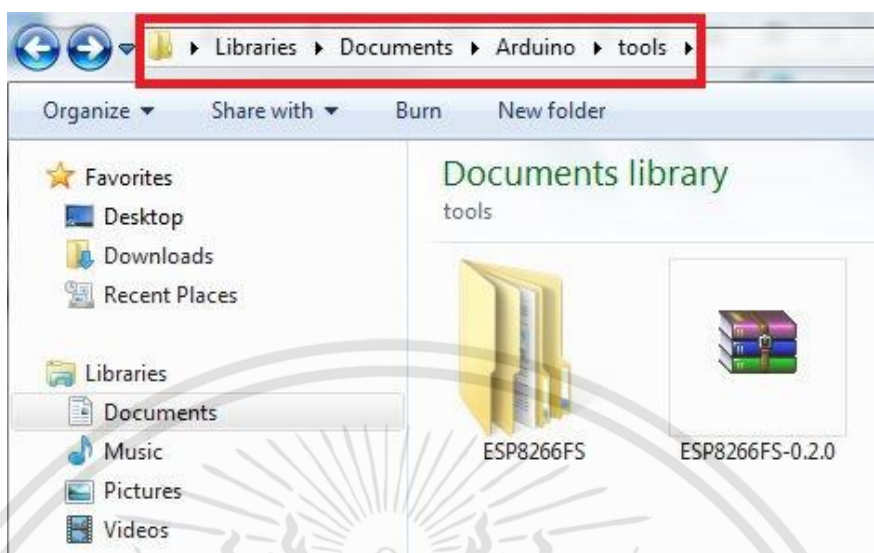 Libraries ▸ Documents ▸ Arduino ▸ tools ▸
Organize ▾ Share with ▾ Burn New folder
Favorites
Desktop
Downloads
Recent Places
Libraries
Documents
Music
Pictures
Videos
Documents library
tools
ESP8266FS ESP8266FS-0.2.0